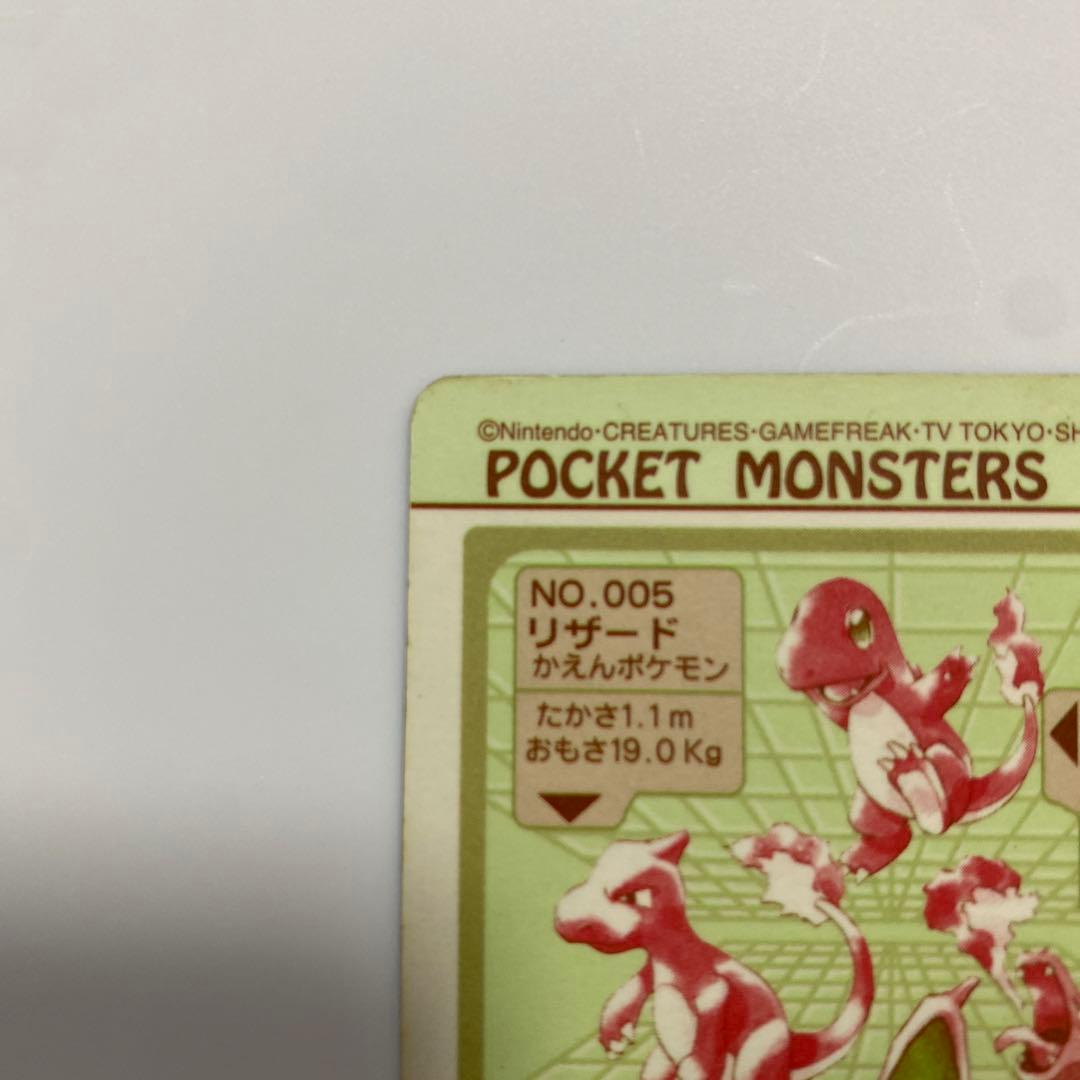 ©Nintendo・CREATURES・GAMEFREAK・TV TOKYO・SH
POCKET MONSTERS
NO.005
リザード
かえんポケモン
たかさ1.1m
おもさ19.0Kg